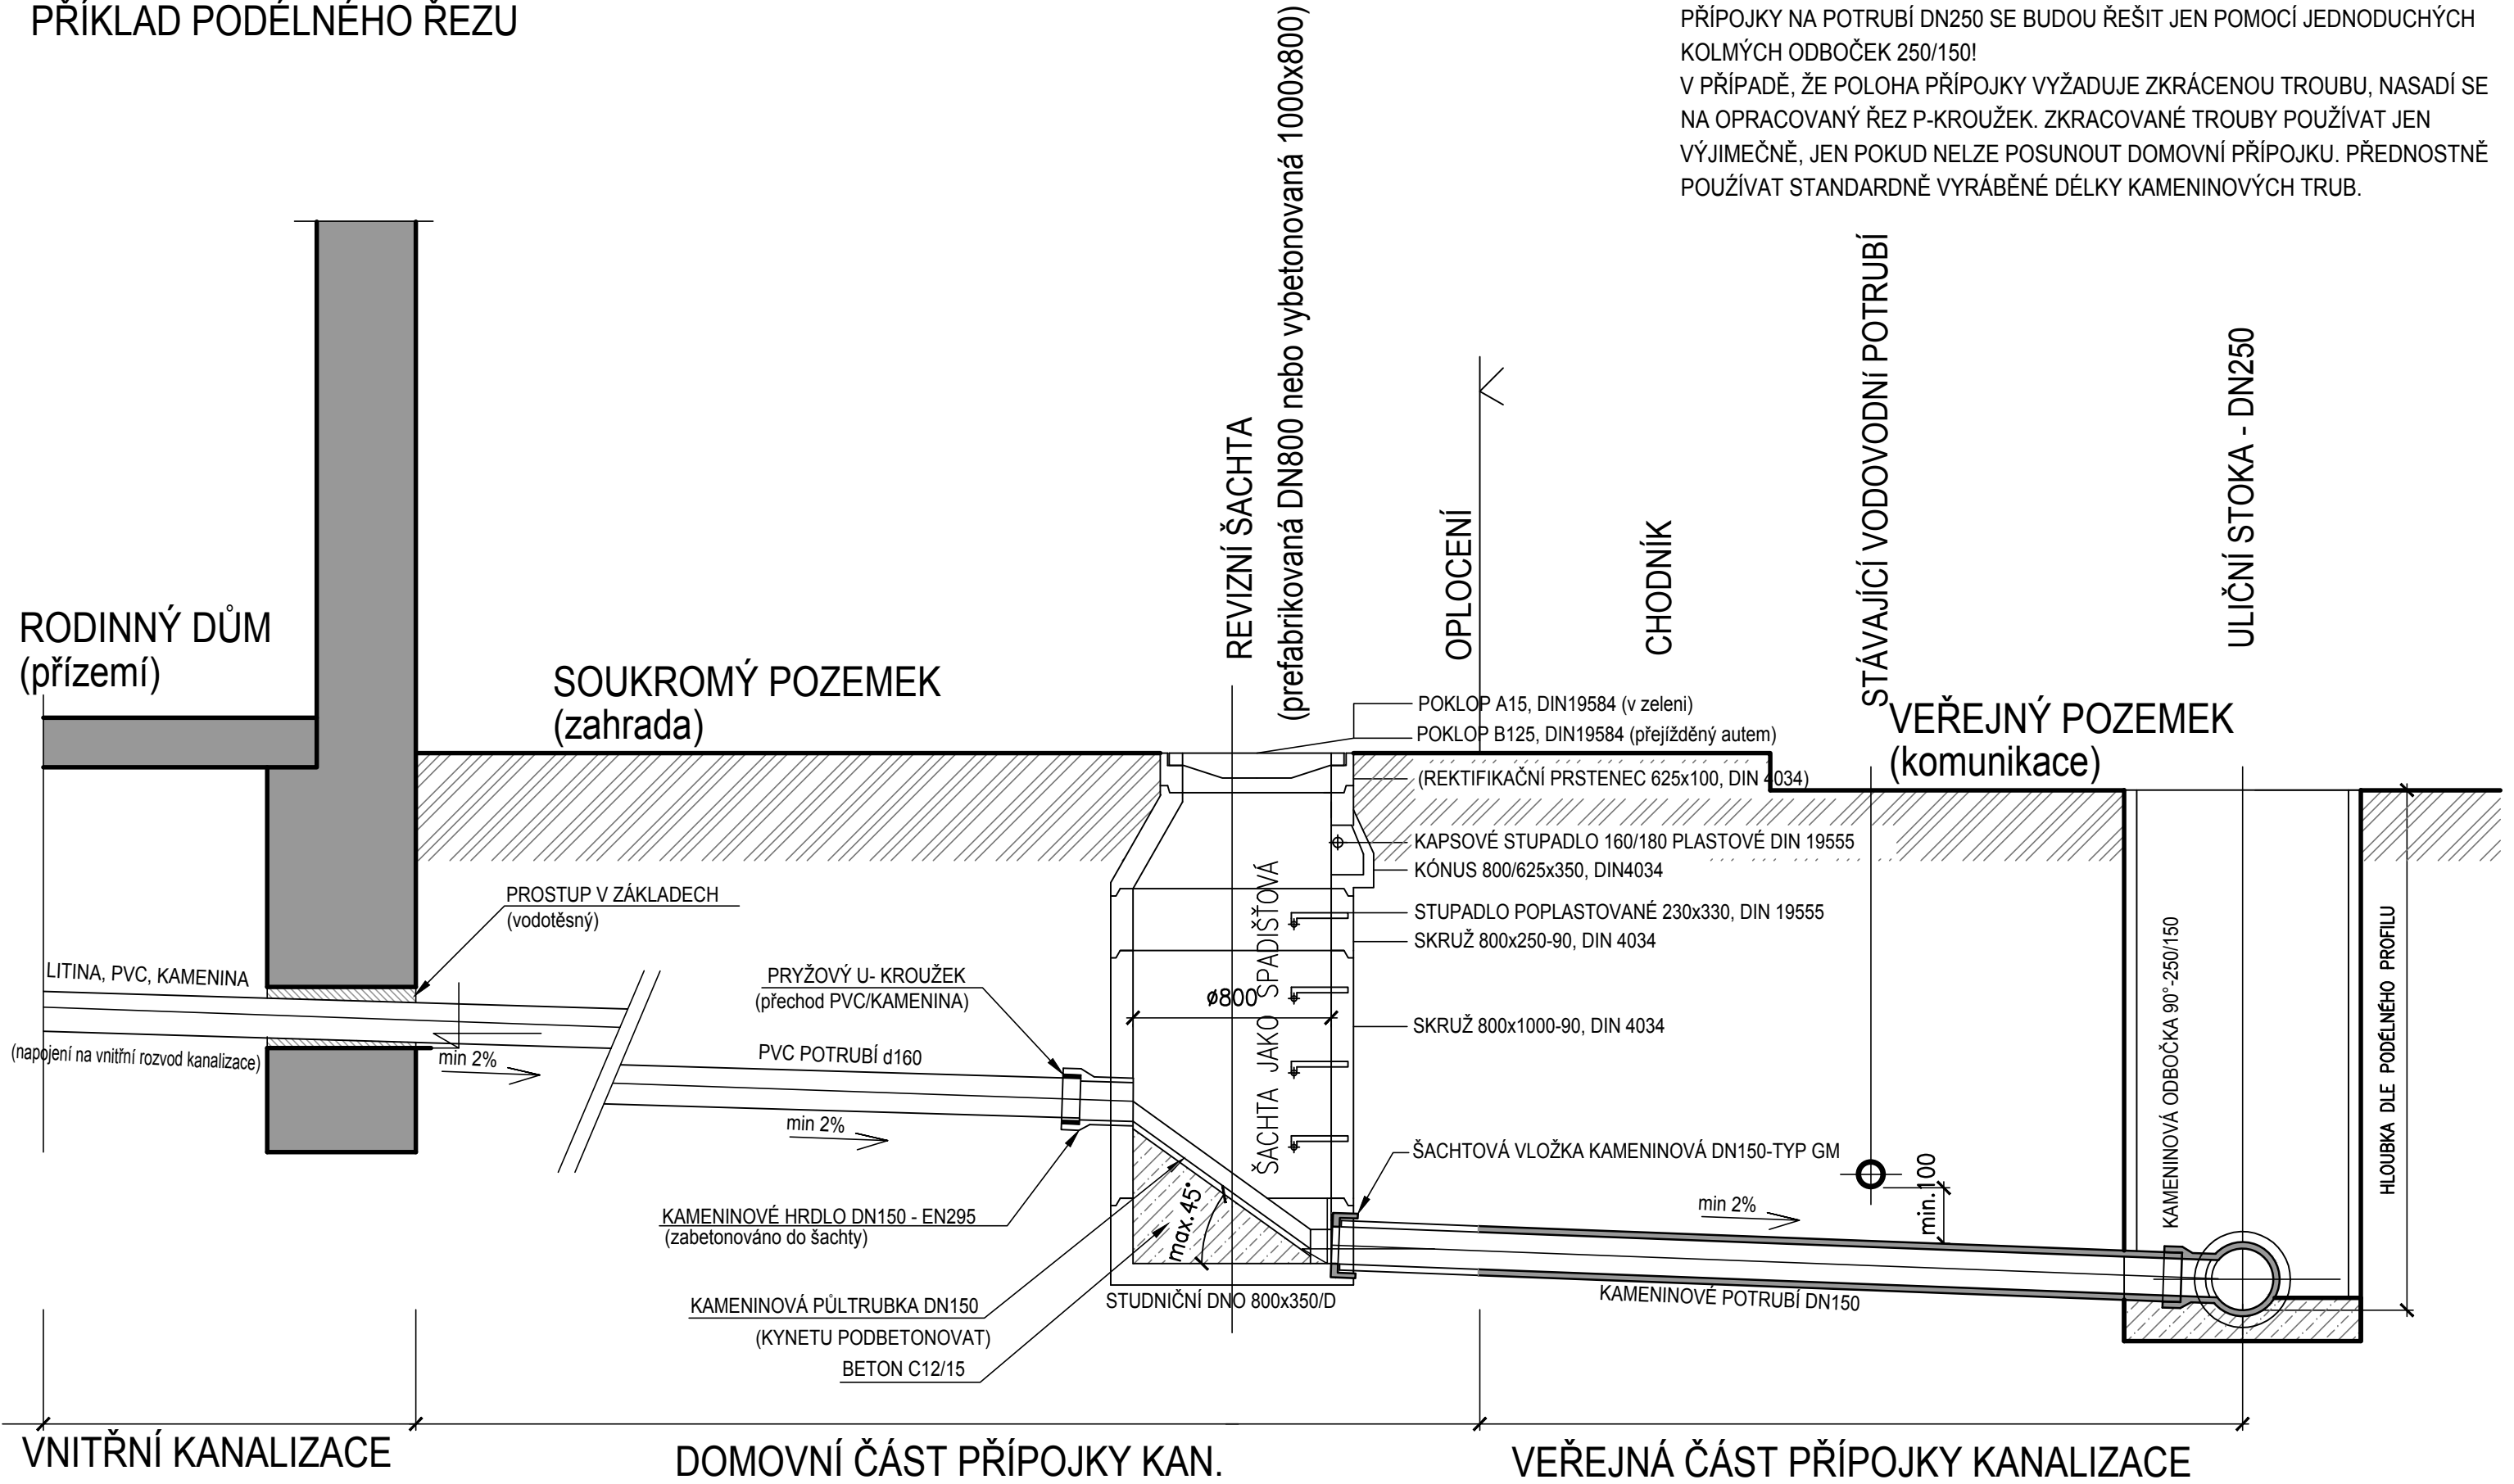 PŘÍKLAD PODÉLNÉHO ŘEZU
PŘÍPOJKY NA POTRUBÍ DN250 SE BUDOU ŘEŠIT JEN POMOCÍ JEDNODUCHÝCH
KOLMÝCH ODBOČEK 250/150!
V PŘÍPADĚ, ŽE POLOHA PŘÍPOJKY VYŽADUJE ZKRÁCENOU TROUBU, NASADÍ SE
NA OPRACOVANÝ ŘEZ P-KROUŽEK. ZKRACOVANÉ TROUBY POUŽÍVAT JEN
VÝJIMEČNĚ, JEN POKUD NELZE POSUNOUT DOMOVNÍ PŘÍPOJKU. PŘEDNOSTNĚ
POUŽÍVAT STANDARDNĚ VYRÁBĚNÉ DÉLKY KAMENINOVÝCH TRUB.
REVIZNÍ ŠACHTA
(prefabrikovaná DN800 nebo vybetonovaná 1000x800)
OPLOCENÍ
CHODNÍK
STÁVAJÍCÍ VODOVODNÍ POTRUBÍ
ULIČNÍ STOKA - DN250
RODINNÝ DŮM
(přízemí)
SOUKROMÝ POZEMEK
(zahrada)
VEŘEJNÝ POZEMEK
(komunikace)
POKLOP A15, DIN19584 (v zeleni)
POKLOP B125, DIN19584 (přejížděný autem)
(REKTIFIKAČNÍ PRSTENEC 625x100, DIN 4034)
KAPSOVÉ STUPADLO 160/180 PLASTOVÉ DIN 19555
KÓNUS 800/625x350, DIN4034
STUPADLO POPLASTOVANÉ 230x330, DIN 19555
SKRUŽ 800x250-90, DIN 4034
SKRUŽ 800x1000-90, DIN 4034
ŠACHTOVÁ VLOŽKA KAMENINOVÁ DN150-TYP GM
PROSTUP V ZÁKLADECH
(vodotěsný)
LITINA, PVC, KAMENINA
(napojení na vnitřní rozvod kanalizace)
min 2%
PRYŽOVÝ U- KROUŽEK
(přechod PVC/KAMENINA)
PVC POTRUBÍ d160
min 2%
ø800
ŠACHTA JAKO SPADIŠŤOVÁ
max.45°
KAMENINOVÉ HRDLO DN150 - EN295
(zabetonováno do šachty)
KAMENINOVÁ PŮLTRUBKA DN150
(KYNETU PODBETONOVAT)
BETON C12/15
STUDNIČNÍ DNO 800x350/D
min 2%
min.100
KAMENINOVÉ POTRUBÍ DN150
KAMENINOVÁ ODBOČKA 90°-250/150
HLOUBKA DLE PODÉLNÉHO PROFILU
VNITŘNÍ KANALIZACE
DOMOVNÍ ČÁST PŘÍPOJKY KAN.
VEŘEJNÁ ČÁST PŘÍPOJKY KANALIZACE